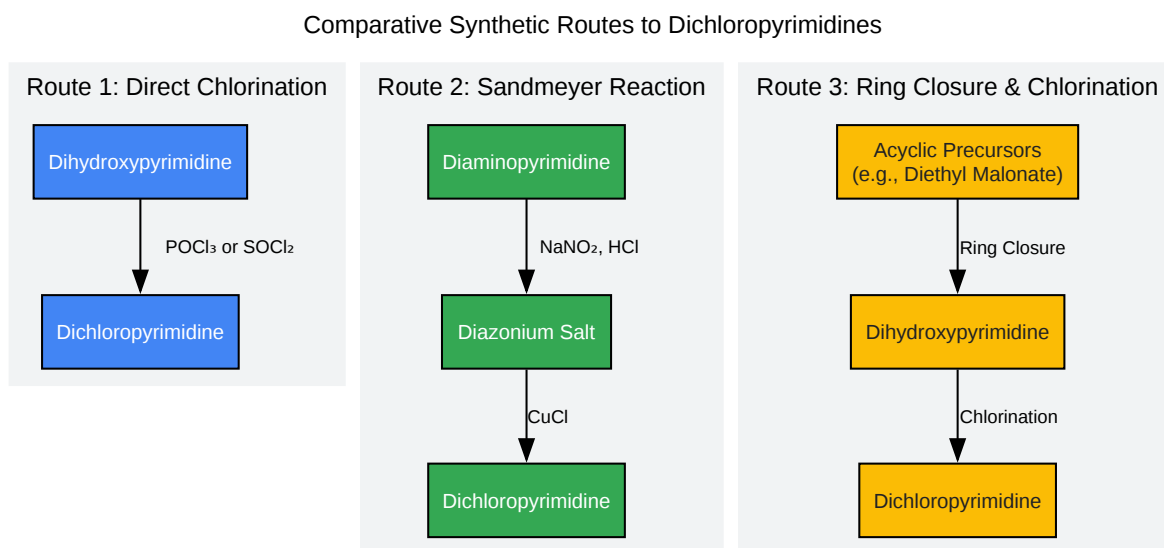 Comparative Synthetic Routes to Dichloropyrimidines
Route 1: Direct Chlorination
Dihydroxypyrimidine
POCl₃ or SOCl₂
Dichloropyrimidine
Route 2: Sandmeyer Reaction
Diaminopyrimidine
NaNO₂, HCl
Diazonium Salt
CuCl
Dichloropyrimidine
Route 3: Ring Closure & Chlorination
Acyclic Precursors
(e.g., Diethyl Malonate)
Ring Closure
Dihydroxypyrimidine
Chlorination
Dichloropyrimidine